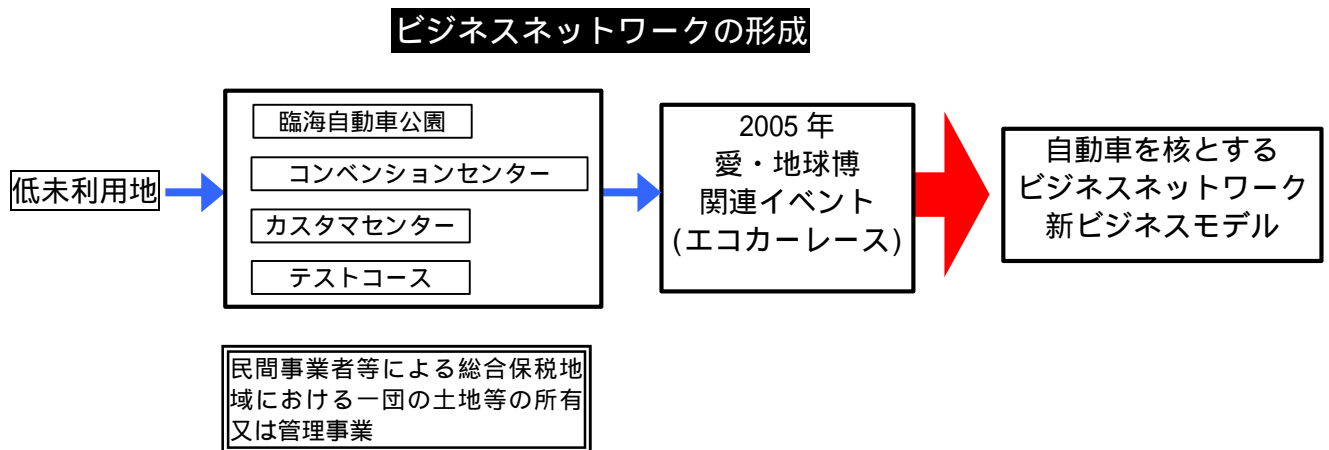 ビジネスネットワークの形成
低未利用地
臨海自動車公園
コンベンションセンター
カスタマセンター
テストコース
2005 年
愛・地球博
関連イベント
(エコカーレース)
自動車を核とする
ビジネスネットワーク
新ビジネスモデル
民間事業者等による総合保税地
域における一団の土地等の所有
又は管理事業